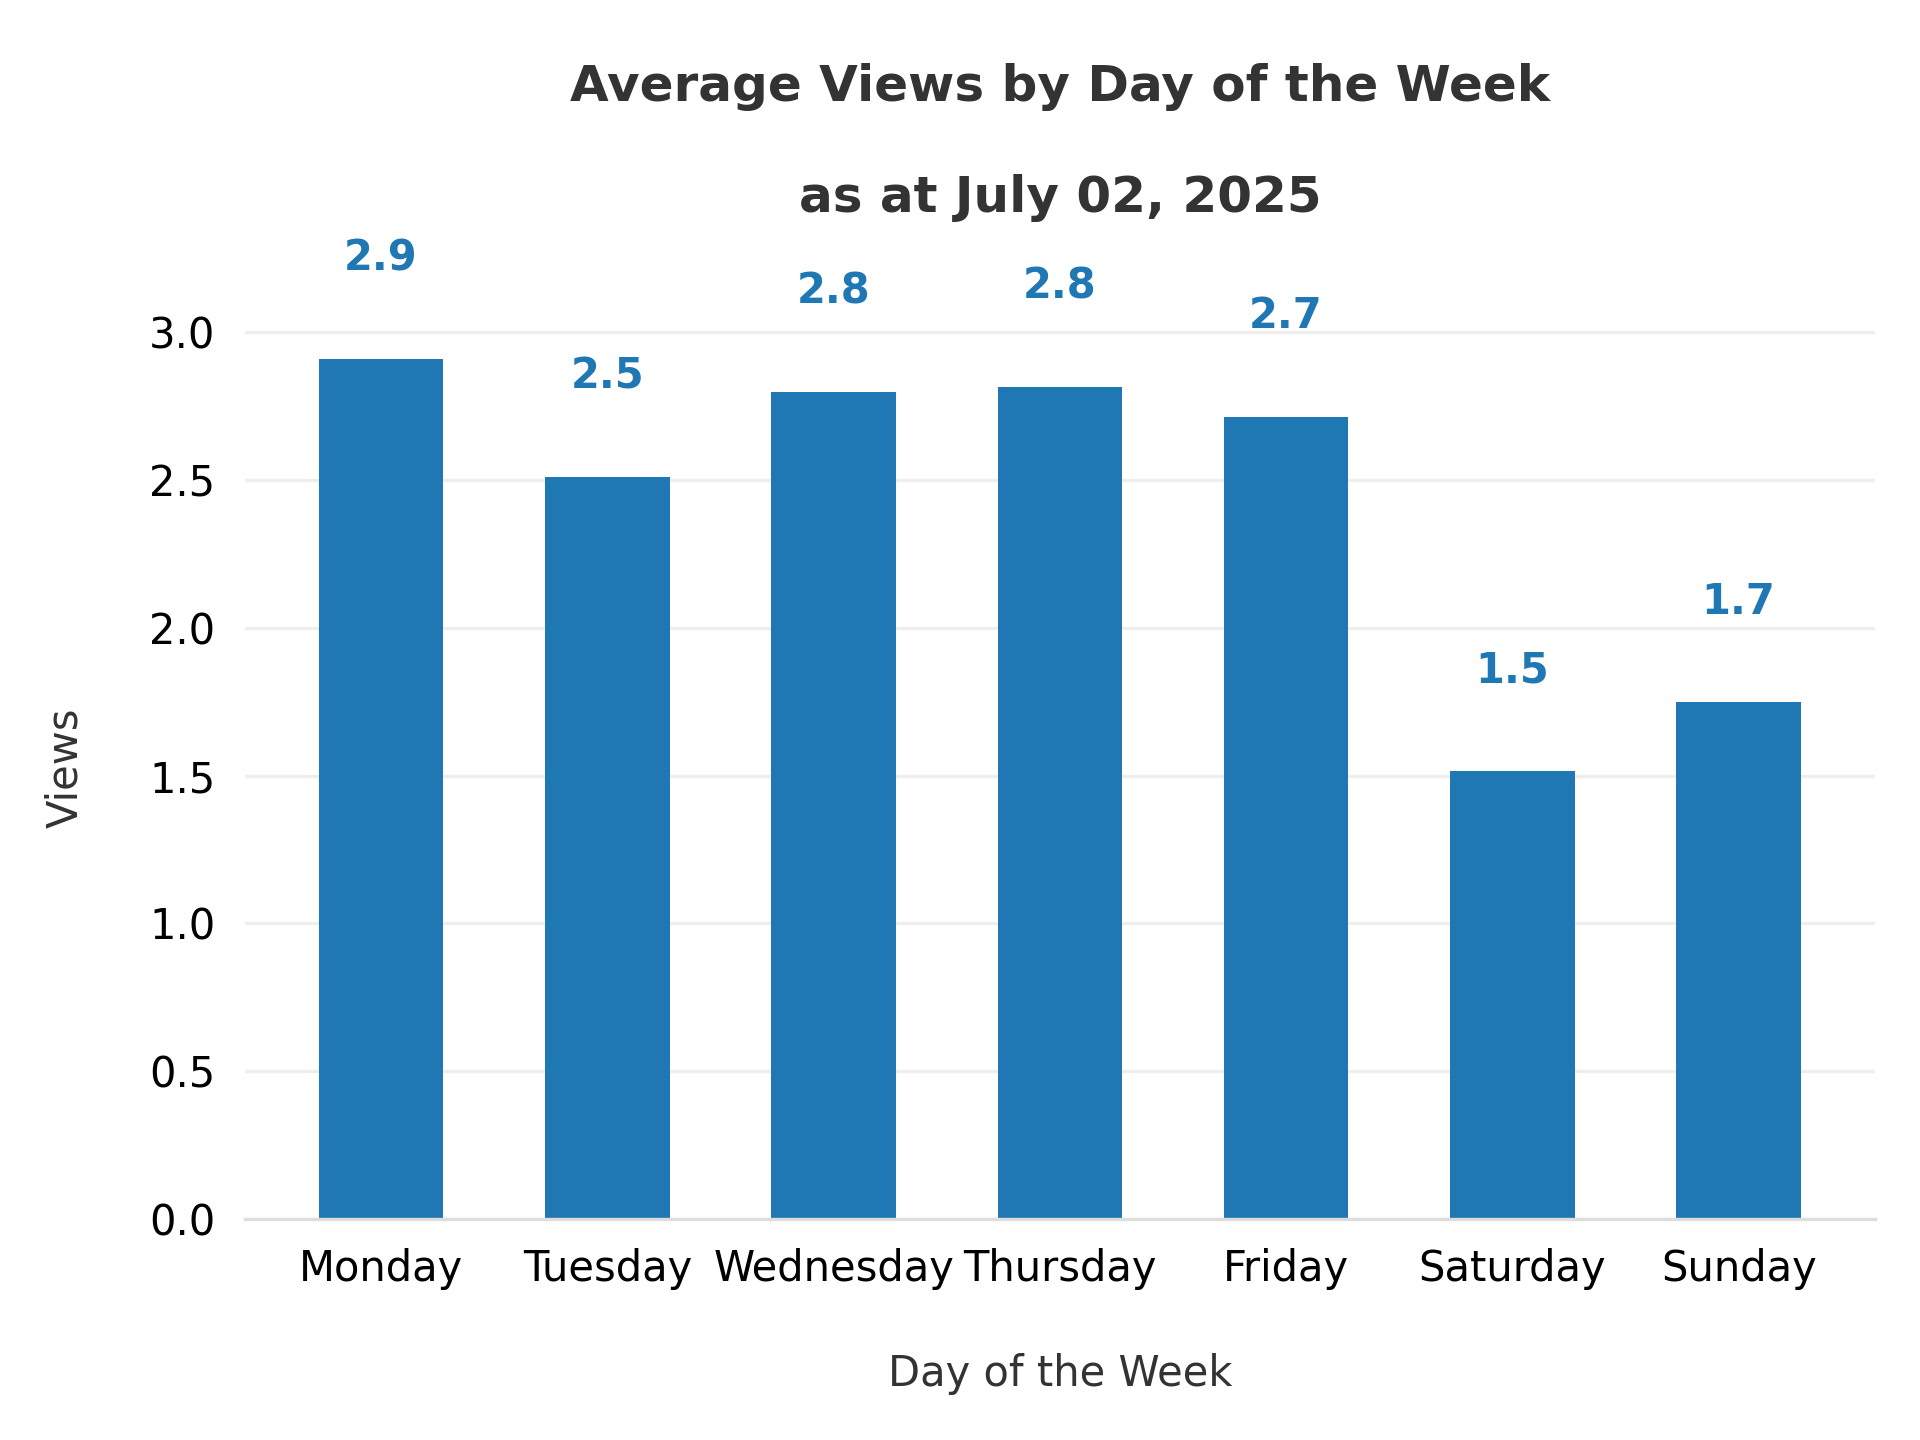 Average Views by Day of the Week
as at July 02, 2025
2.9
2.5
2.8
2.8
2.7
1.5
1.7
3.0
2.5
2.0
1.5
1.0
0.5
0.0
Views
Monday Tuesday Wednesday Thursday Friday Saturday Sunday
Day of the Week